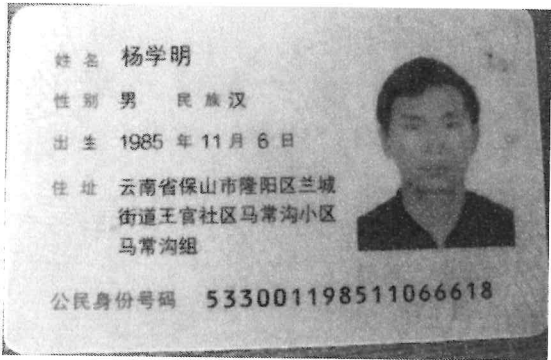 姓名 杨学明
性别 男 民族 汉
出生 1985 年 11 月 6 日
住址 云南省保山市隆阳区兰城
街道王官社区马常沟小区
马常沟组
公民身份号码 533001198511066618